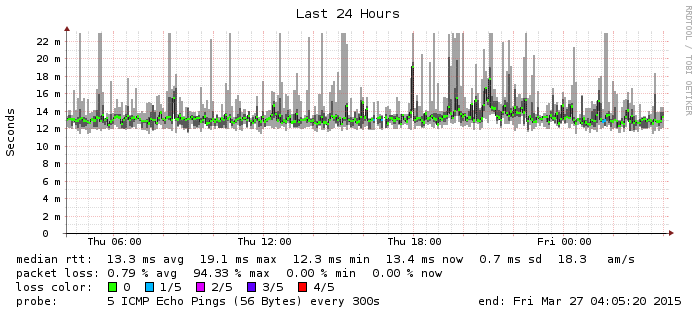 Last 24 Hours
RRDTOOL / TOBI OETIKER
Seconds
22 m
20 m
18 m
16 m
14 m
12 m
10 m
8 m
6 m
4 m
2 m
0
Thu 06:00 Thu 12:00 Thu 18:00 Fri 00:00
median rtt: 13.3 ms avg 19.1 ms max 12.3 ms min 13.4 ms now 0.7 ms sd 18.3 am/s
packet loss: 0.79 % avg 94.33 % max 0.00 % min 0.00 % now
loss color: 0 1/5 2/5 3/5 4/5
probe: 5 ICMP Echo Pings (56 Bytes) every 300s end: Fri Mar 27 04:05:20 2015